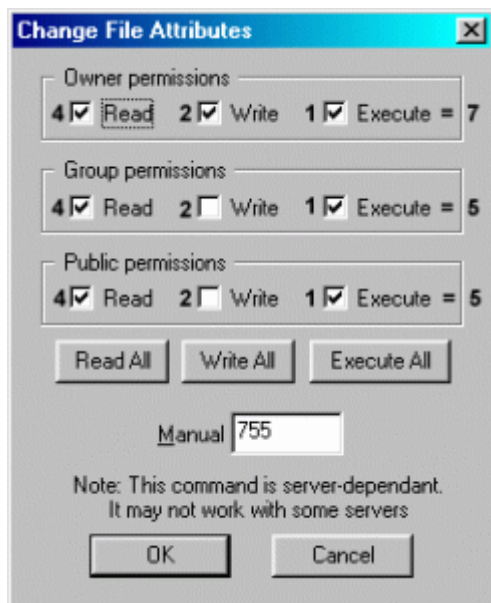 Change File Attributes
Owner permissions
4 Read 2 Write 1 Execute = 7
Group permissions
4 Read 2 Write 1 Execute = 5
Public permissions
4 Read 2 Write 1 Execute = 5
Read All Write All Execute All
Manual 755
Note: This command is server-dependant.
It may not work with some servers
OK Cancel